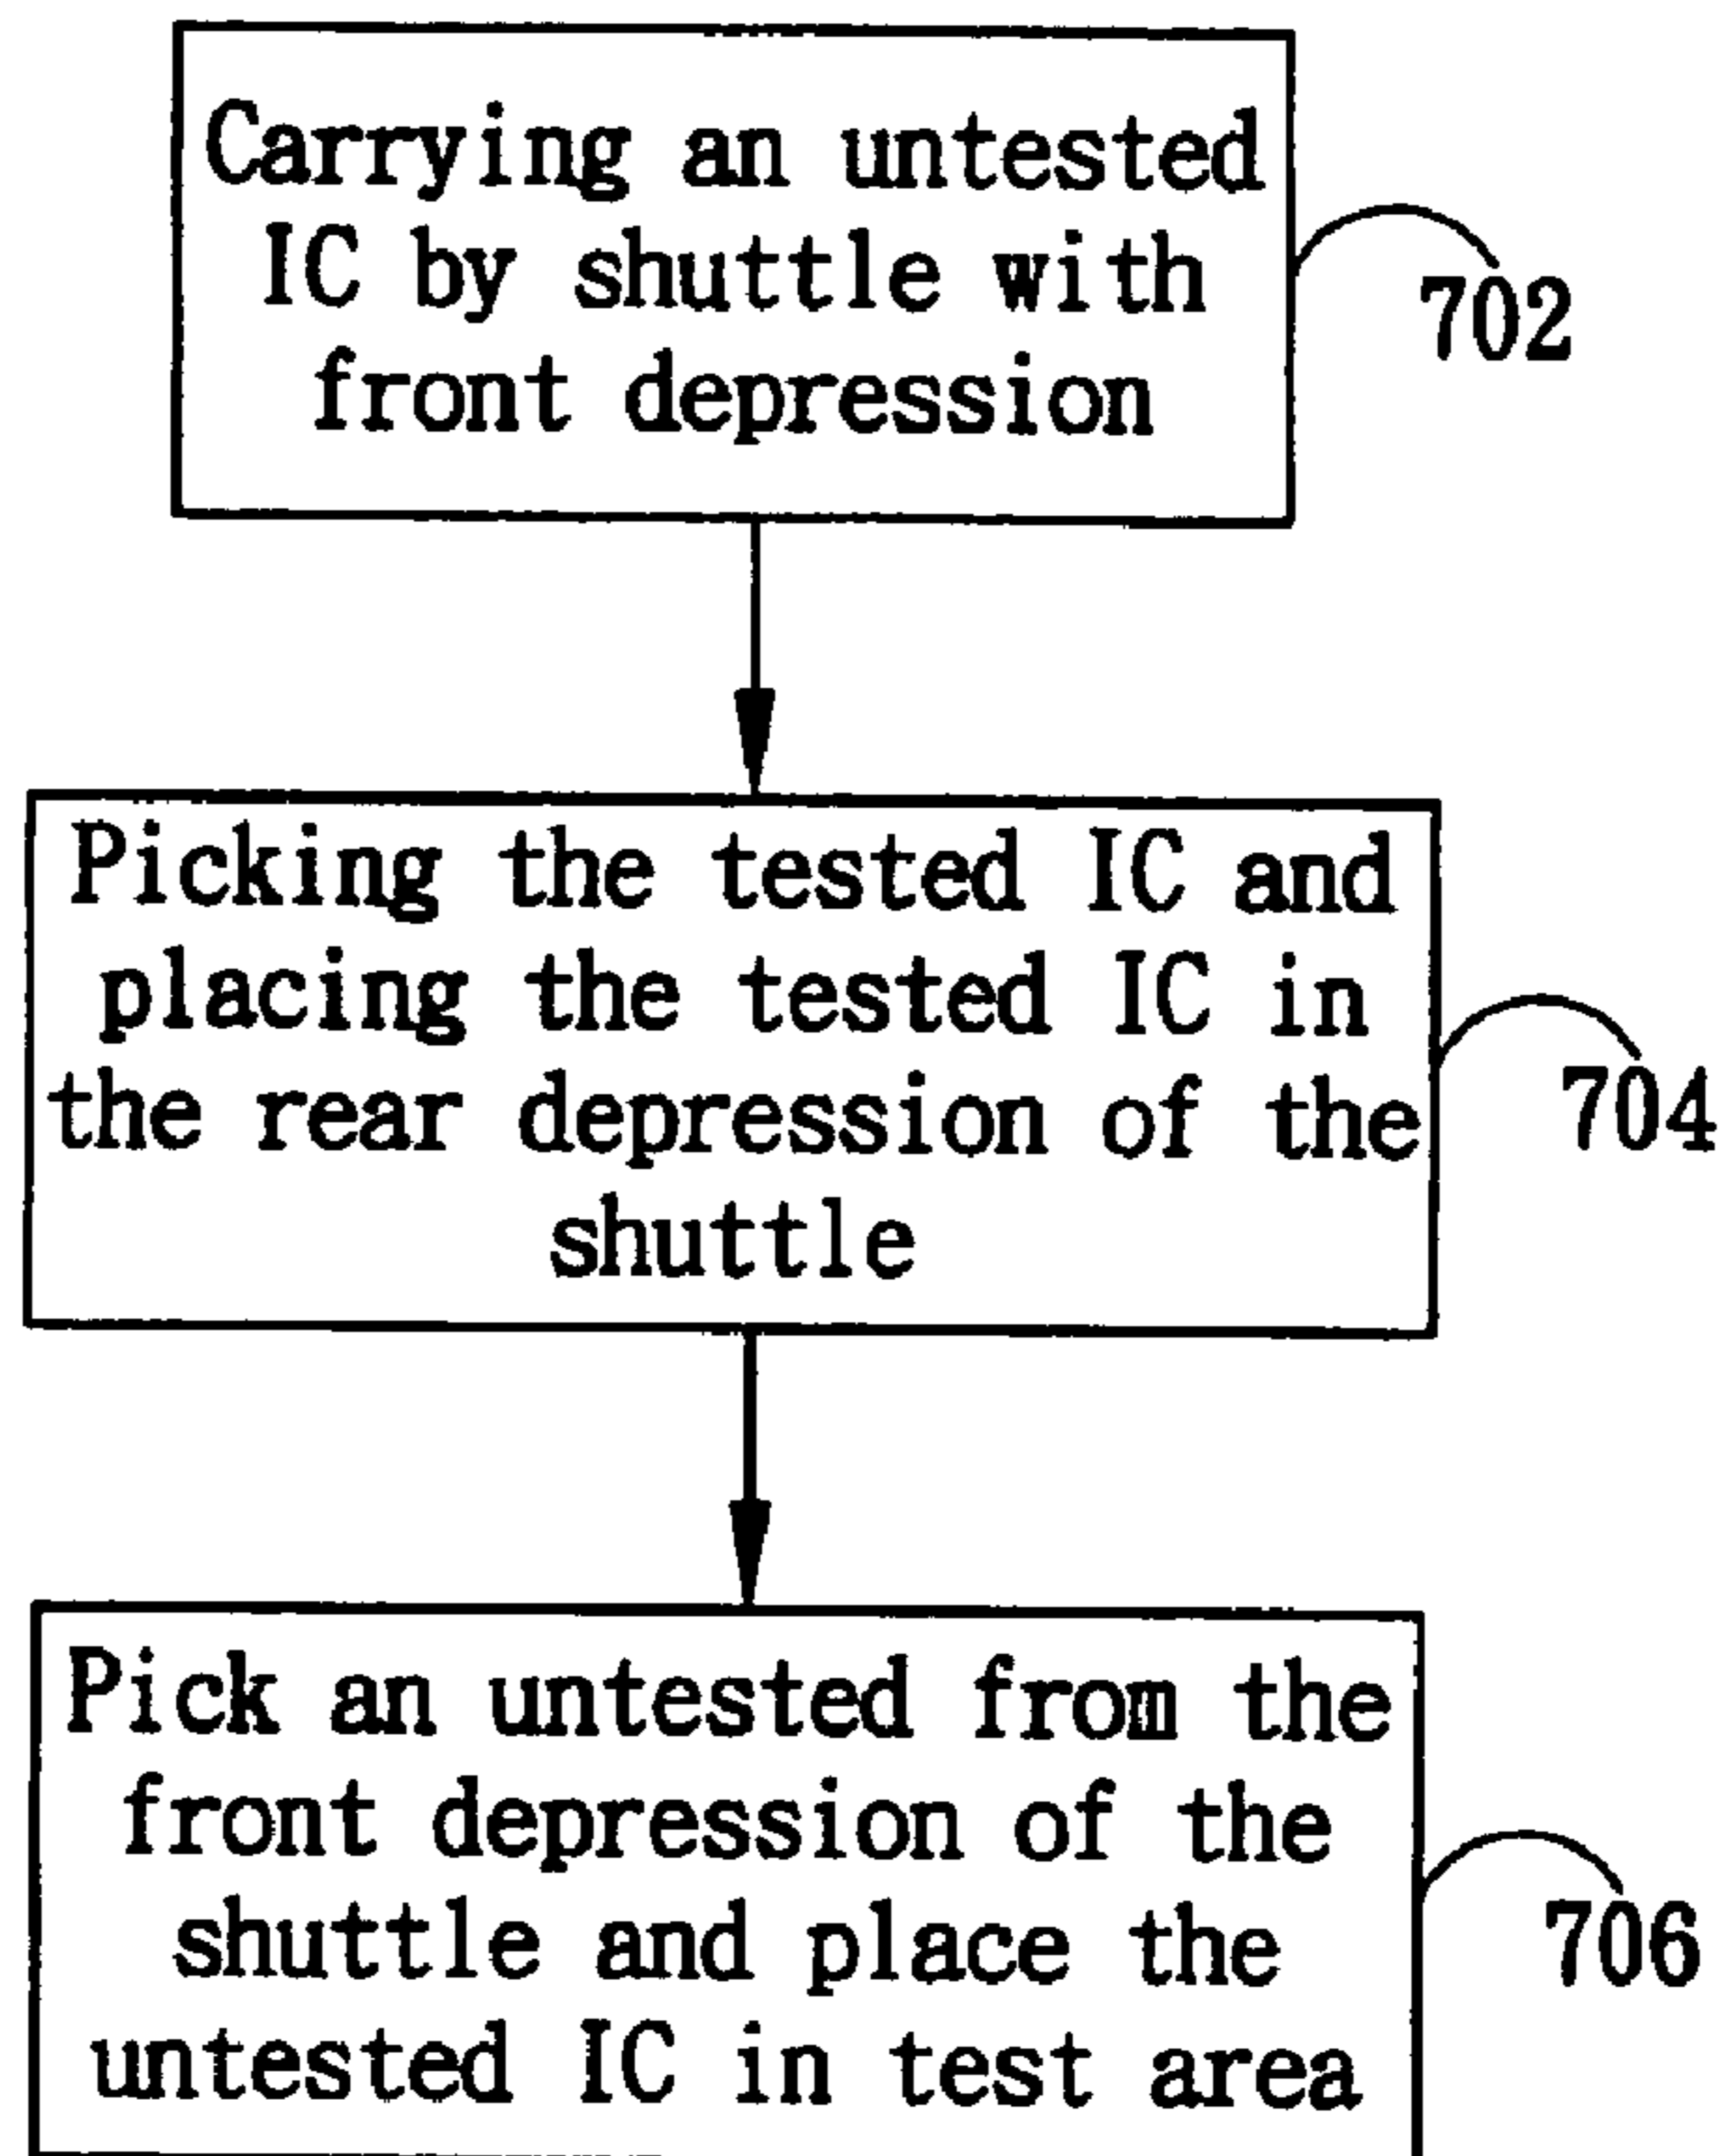 Carrying an untested
IC by shuttle with
front depression
702
Picking the tested IC and
placing the tested IC in
the rear depression of the
shuttle
704
Pick an untested from the
front depression of the
shuttle and place the
untested IC in test area
706